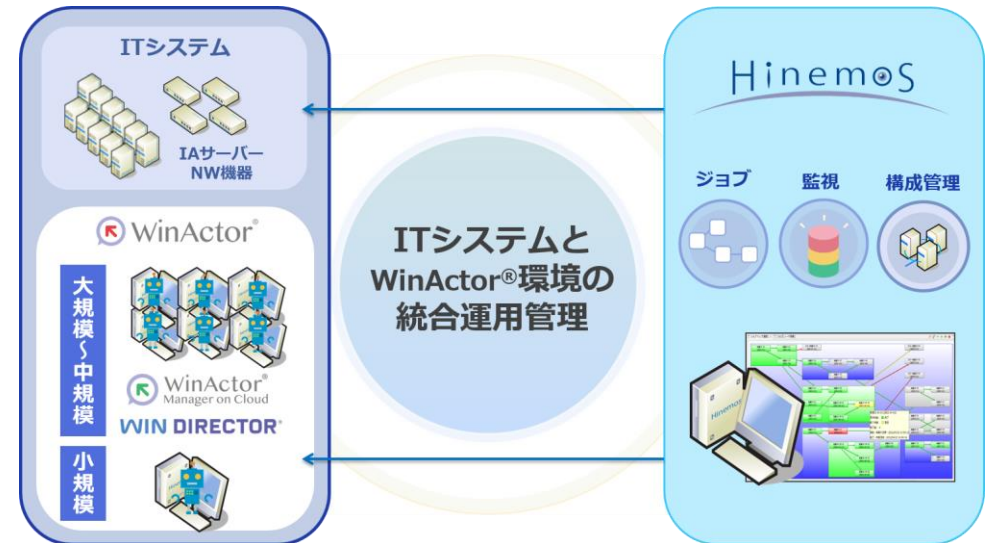 ITシステム
IAサーバー
NW機器
WinActor®
大規模～中規模
WinActor®
Manager on Cloud
WIN DIRECTOR®
小規模
ITシステムと
WinActor®環境の
統合運用管理
Hinemos
ジョブ
監視
構成管理
Hinemos